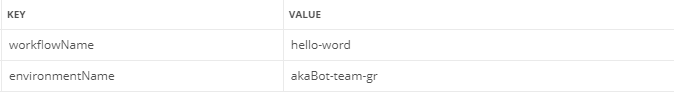 KEY VALUE
workflowName hello-word
environmentName akaBot-team-gr